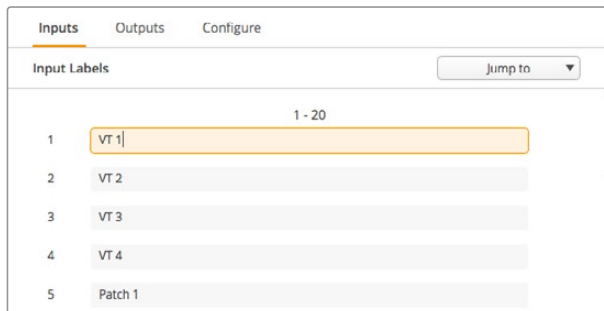 Inputs Outputs Configure
Input Labels Jump to
1 - 20
1 VT 1
2 VT 2
3 VT 3
4 VT 4
5 Patch 1